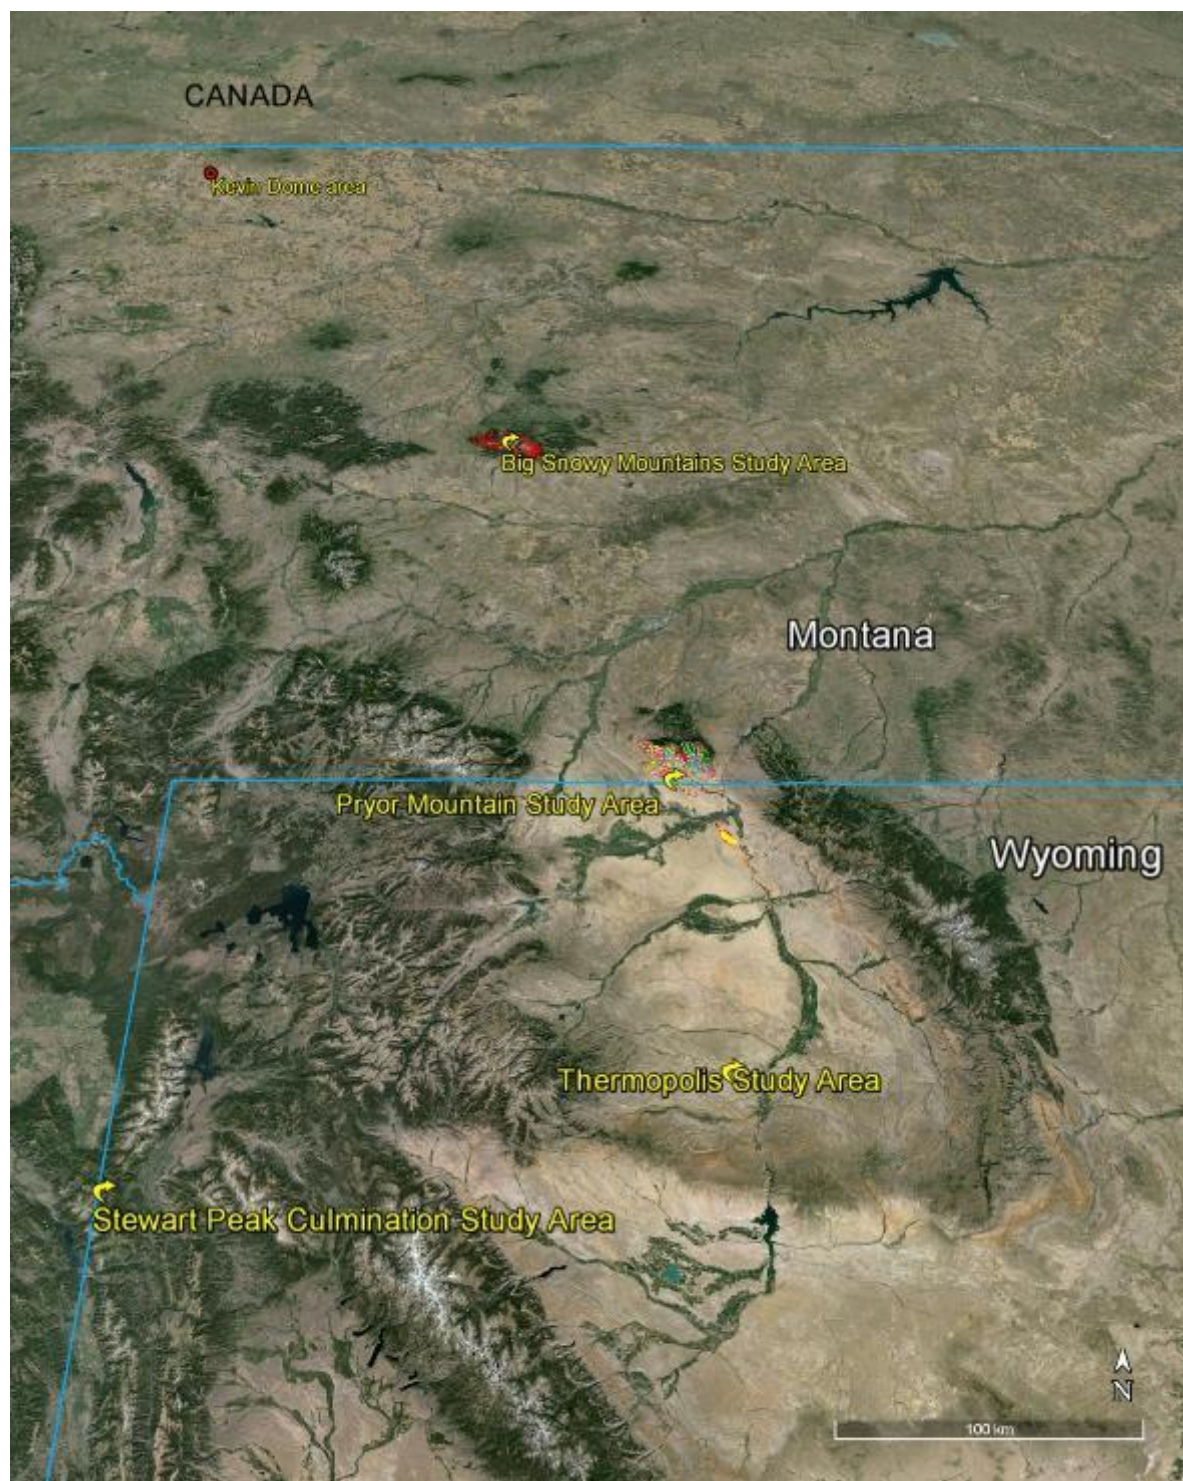 CANADA
Kevin Dome area
Big Snowy Mountains Study Area
Montana
Pryor Mountain Study Area
Wyoming
Thermopolis Study Area
Stewart Peak Culmination Study Area
N
100 km